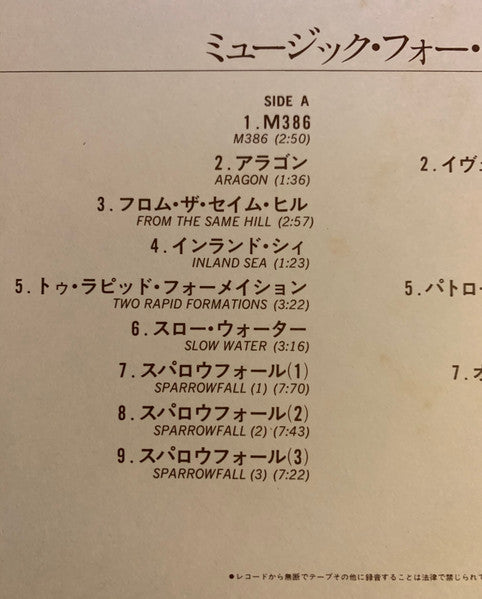 ミュージック・フォー・
SIDE A
1.M386
M386 (2:50)
2.アラゴン
ARAGON (1:36)
3.フロム・ザ・セイム・ヒル
FROM THE SAME HILL (2:57)
4.インランド・シィ
INLAND SEA (1:23)
5.トゥ・ラピッド・フォーメイション
TWO RAPID FORMATIONS (3:22)
6.スロー・ウォーター
SLOW WATER (3:16)
7.スパロウフォール(1)
SPARROWFALL (1) (7:70)
8.スパロウフォール(2)
SPARROWFALL (2) (7:43)
9.スパロウフォール(3)
SPARROWFALL (3) (7:22)
2.イヴ
5.パトロ
7.オ
●レコードから無断でテープその他に録音することは法律で禁じられて